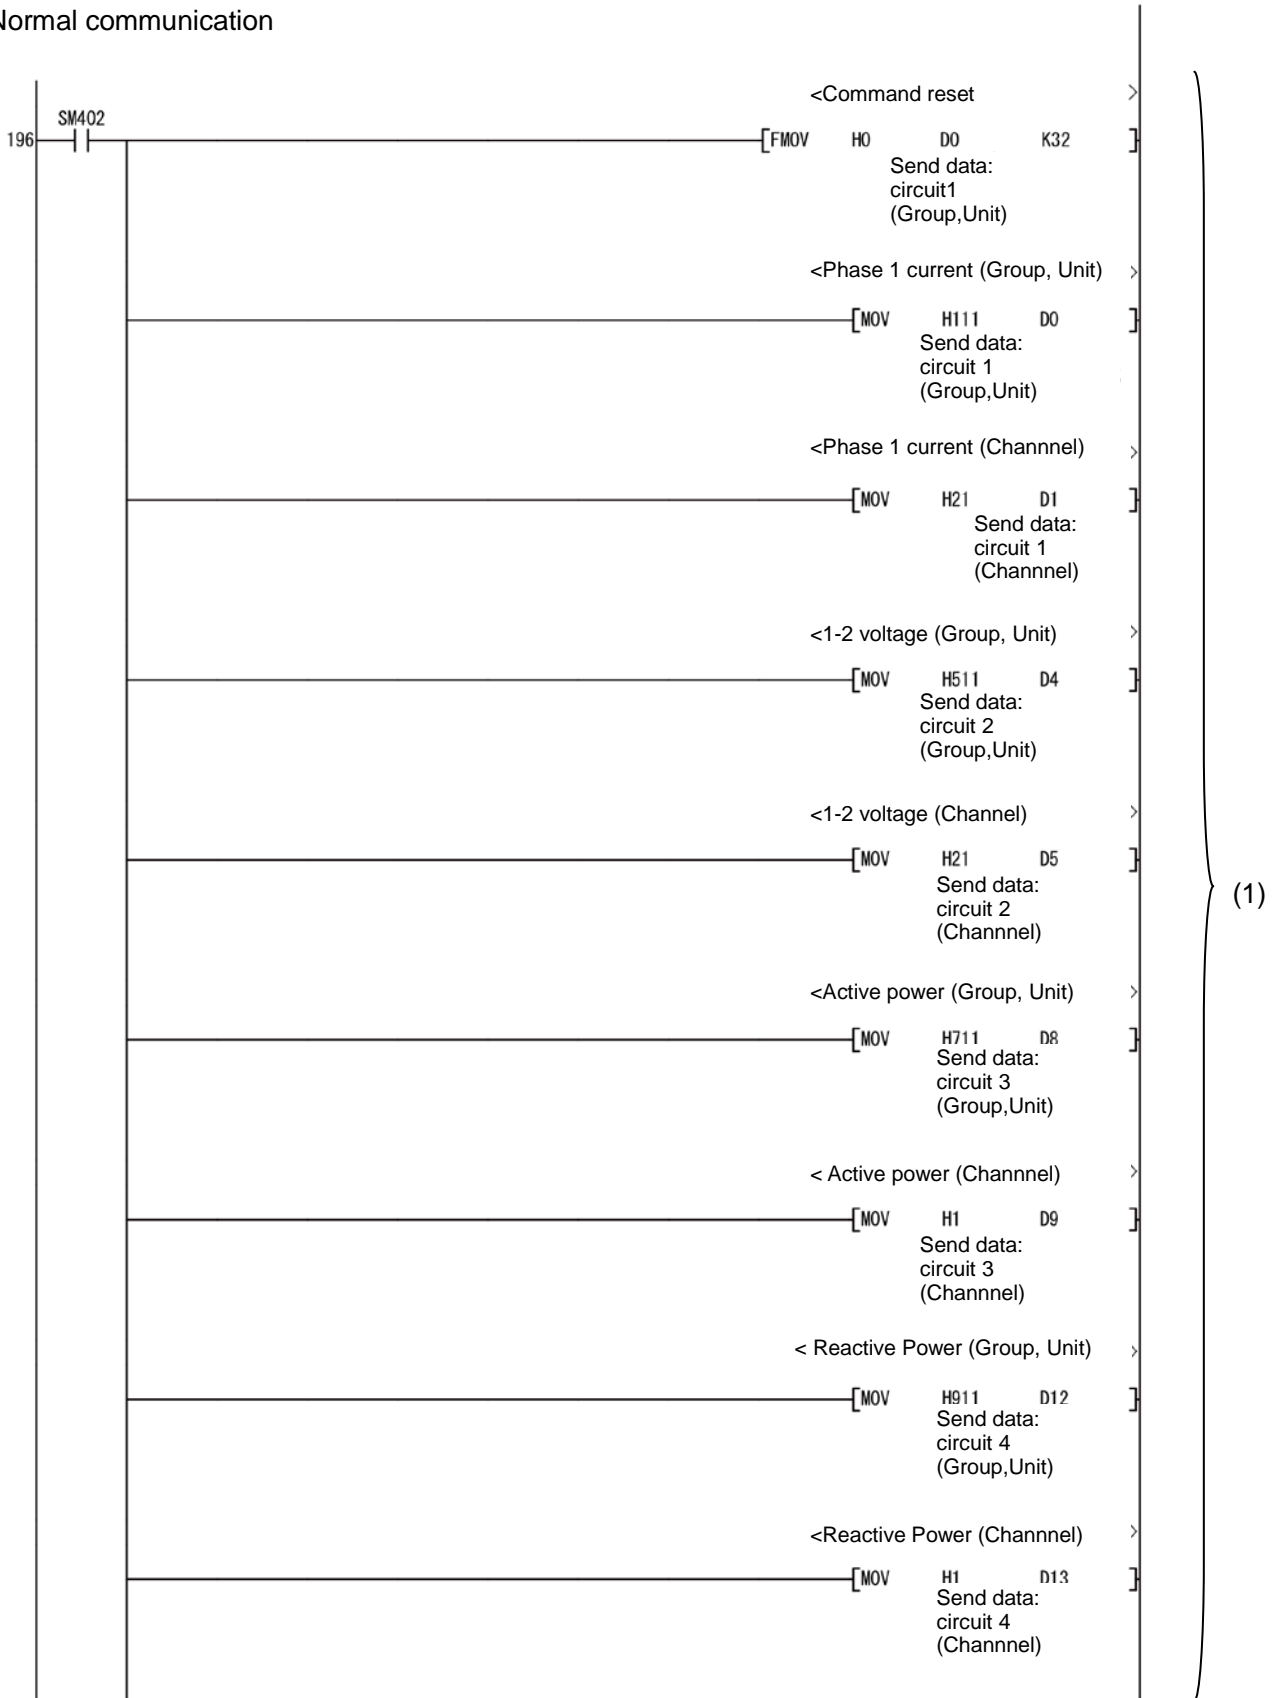 Normal communication
<Command reset >
SM402
196 [FMOV H0 D0 K32 ]
Send data:
circuit1
(Group,Unit)
<Phase 1 current (Group, Unit) >
[MOV H111 D0 ]
Send data:
circuit 1
(Group,Unit)
<Phase 1 current (Channnel) >
[MOV H21 D1 ]
Send data:
circuit 1
(Channnel)
<1-2 voltage (Group, Unit) >
[MOV H511 D4 ]
Send data:
circuit 2
(Group,Unit)
<1-2 voltage (Channel) >
[MOV H21 D5 ]
Send data:
circuit 2
(Channnel)
(1)
<Active power (Group, Unit) >
[MOV H711 D8 ]
Send data:
circuit 3
(Group,Unit)
< Active power (Channnel) >
[MOV H1 D9 ]
Send data:
circuit 3
(Channnel)
< Reactive Power (Group, Unit) >
[MOV H911 D12 ]
Send data:
circuit 4
(Group,Unit)
<Reactive Power (Channnel) >
[MOV H1 D13 ]
Send data:
circuit 4
(Channnel)